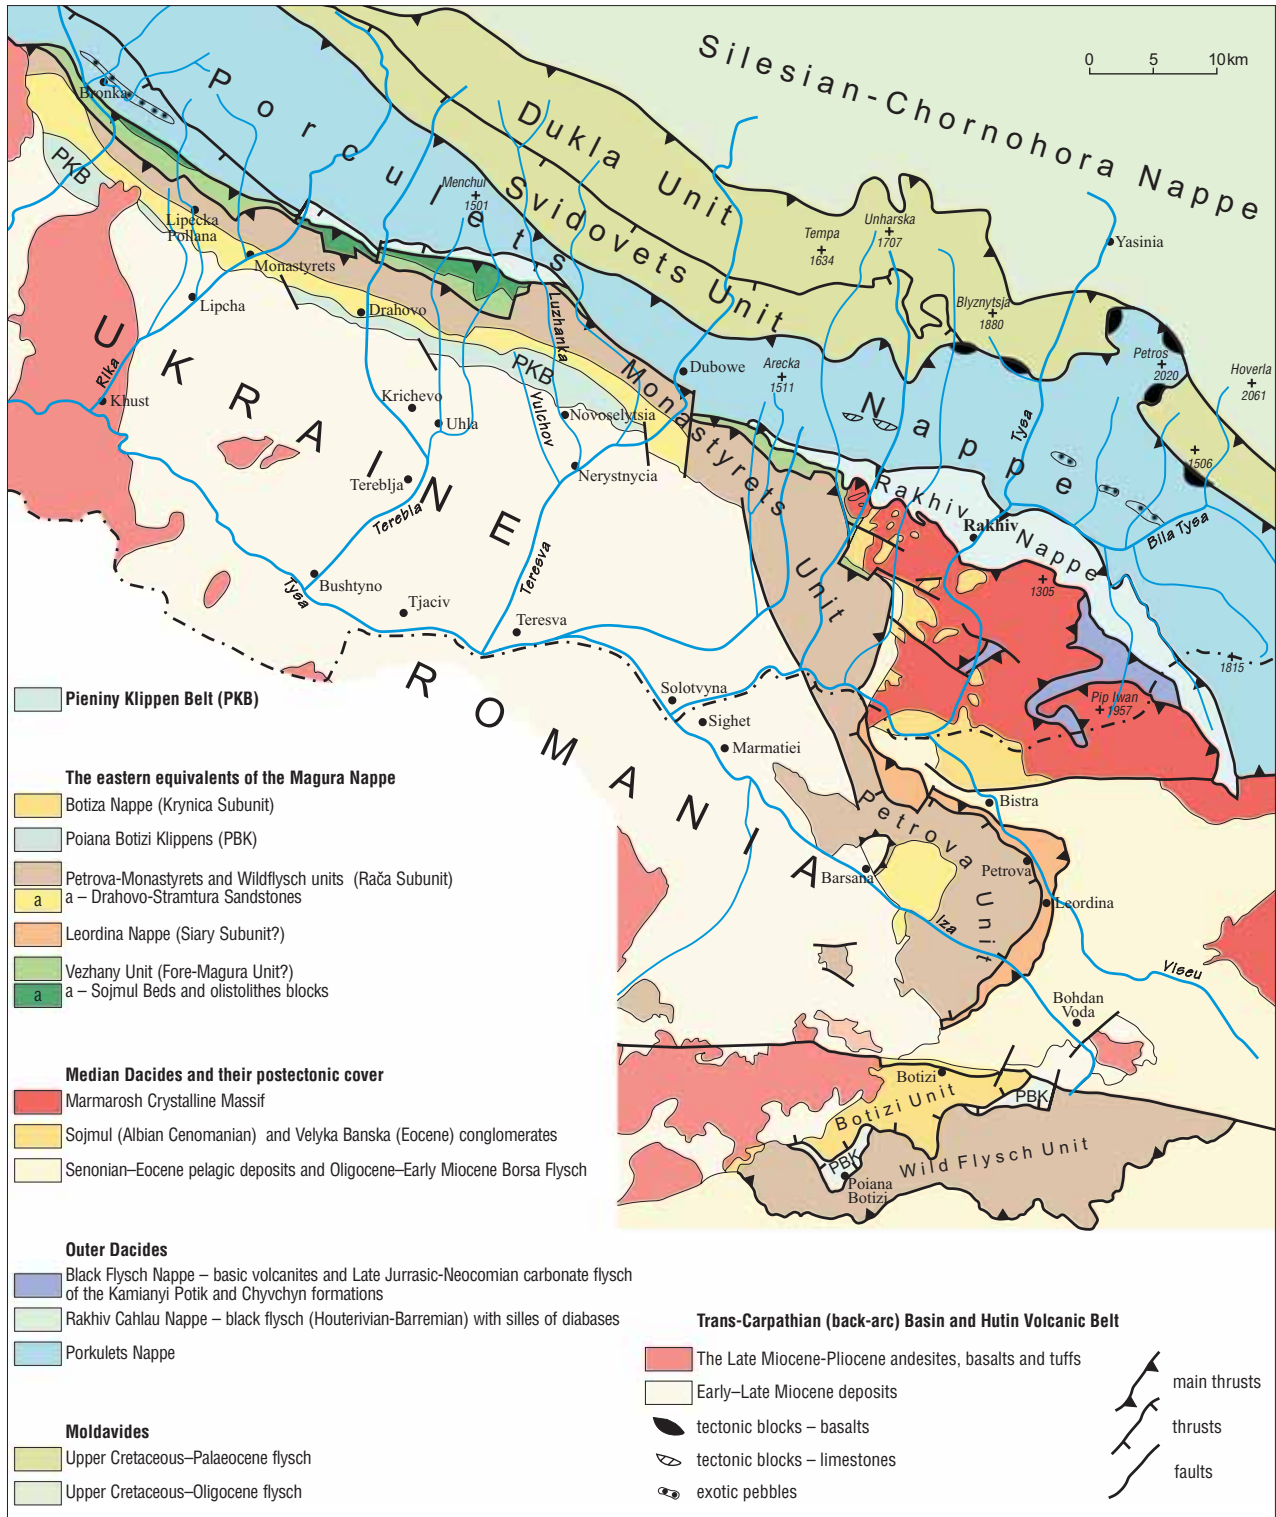 Silesian-Chornohora Nappe
0 5 10km
Porculets
Nappe
Dukla Unit
Svidovets Unit
Bronka
PKB
Menchul
1501
Tempa
1634
Unharska
1707
Yasinia
Blyznytsja
1880
Petros
2020
Hoverla
2061
Lipecka
Pollana
Monastyrets
Lipcha
Drahovo
Luzhanka
Dubowe
Arecka
1511
UKRAINE
Rika
Khust
Krichevo
Uhla
PKB
Yulchov
Novoselytsia
Monastyrets
Unit
Tysa
1506
Nerystnycia
Tereblja
Terebla
Rakhiv Nappe
Rakhiv
Bila Tysa
Bushtyno
Tysa
Tjaciv
Teresva
Teresva
1305
1815
Pip Iwan
1957
ROMANIA
Solotvyna
Sighet
Marmatiei
Bistra
Petrova
Unit
Barsana
Petrova
Leordina
Iza
Viseu
Bohdan
Voda
Botizi
Botizi Unit
PBK
PBK
Poiana
Botizi
Wild Flysch Unit
Pieniny Klippen Belt (PKB)
The eastern equivalents of the Magura Nappe
Botiza Nappe (Krynica Subunit)
Poiana Botizi Klippens (PBK)
Petrova-Monastyrets and Wildflysch units (Rača Subunit)
a a – Drahovo-Stramtura Sandstones
Leordina Nappe (Siary Subunit?)
Vezhany Unit (Fore-Magura Unit?)
a a – Sojmul Beds and olistolithes blocks
Median Dacides and their postectonic cover
Marmarosh Crystalline Massif
Sojmul (Albian Cenomanian) and Velyka Banska (Eocene) conglomerates
Senonian–Eocene pelagic deposits and Oligocene–Early Miocene Borsa Flysch
Outer Dacides
Black Flysch Nappe – basic volcanites and Late Jurrasic-Neocomian carbonate flysch
of the Kamianyi Potik and Chyvchyn formations
Rakhiv Cahlau Nappe – black flysch (Houterivian-Barremian) with silles of diabases
Porkulets Nappe
Moldavides
Upper Cretaceous–Palaeocene flysch
Upper Cretaceous–Oligocene flysch
Trans-Carpathian (back-arc) Basin and Hutin Volcanic Belt
The Late Miocene-Pliocene andesites, basalts and tuffs
Early–Late Miocene deposits
tectonic blocks – basalts
tectonic blocks – limestones
exotic pebbles
main thrusts
thrusts
faults